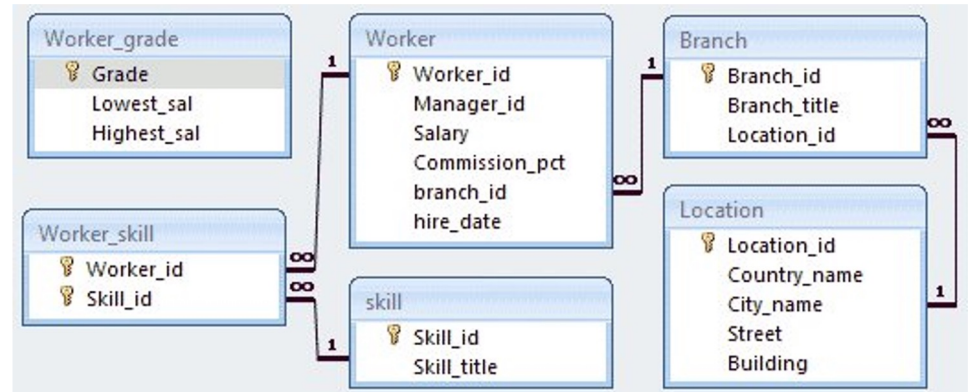 Worker_grade
Grade
Lowest_sal
Highest_sal
Worker
Worker_id
Manager_id
Salary
Commission_pct
branch_id
hire_date
Branch
Branch_id
Branch_title
Location_id
Worker_skill
Worker_id
Skill_id
skill
Skill_id
Skill_title
Location
Location_id
Country_name
City_name
Street
Building
1
∞
1
∞
∞
1
∞
1